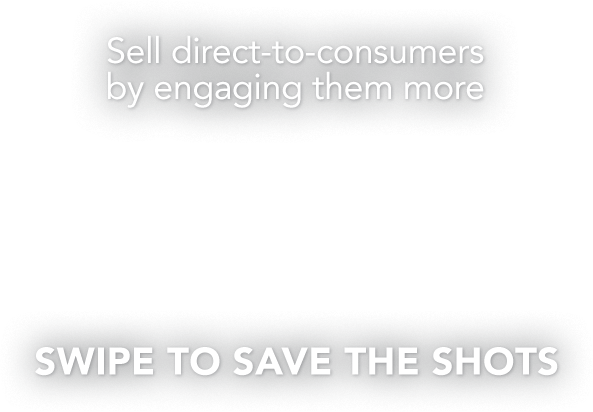 Sell direct-to-consumers
by engaging them more
SWIPE TO SAVE THE SHOTS